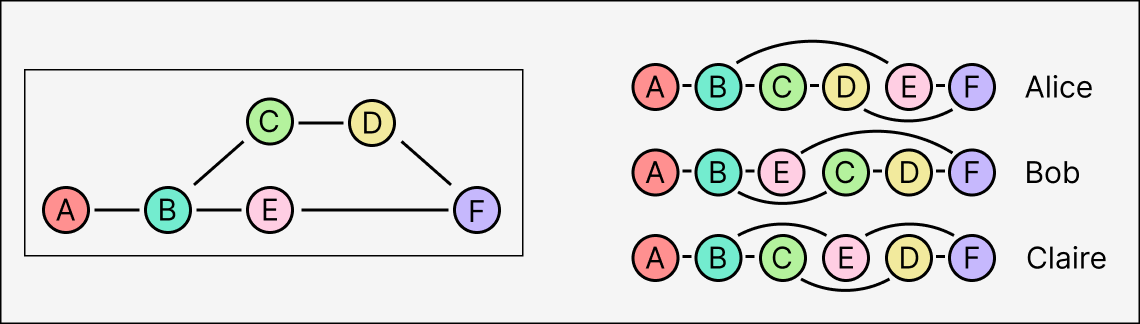 C D
A B E F
A B C D E F Alice
A B E C D F Bob
A B C E D F Claire